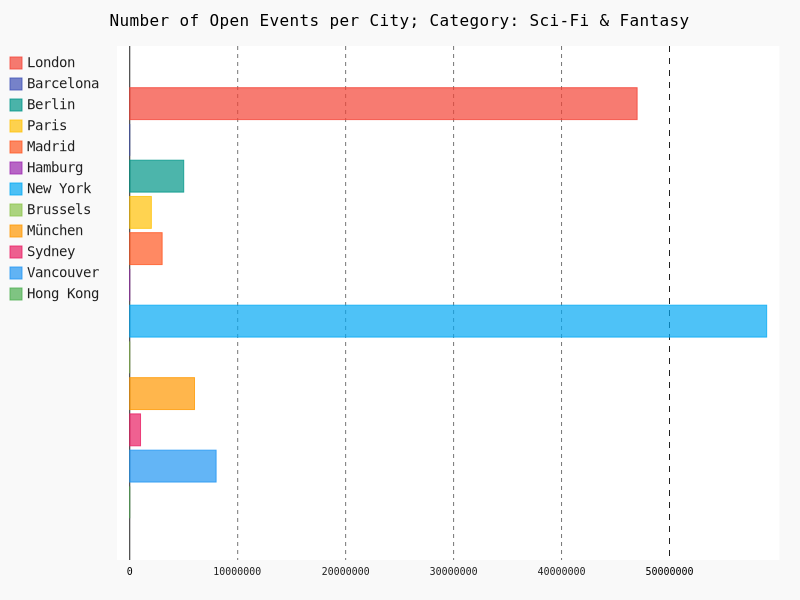 Number of Open Events per City; Category: Sci-Fi & Fantasy
London
Barcelona
Berlin
Paris
Madrid
Hamburg
New York
Brussels
München
Sydney
Vancouver
Hong Kong
0 10000000 20000000 30000000 40000000 50000000